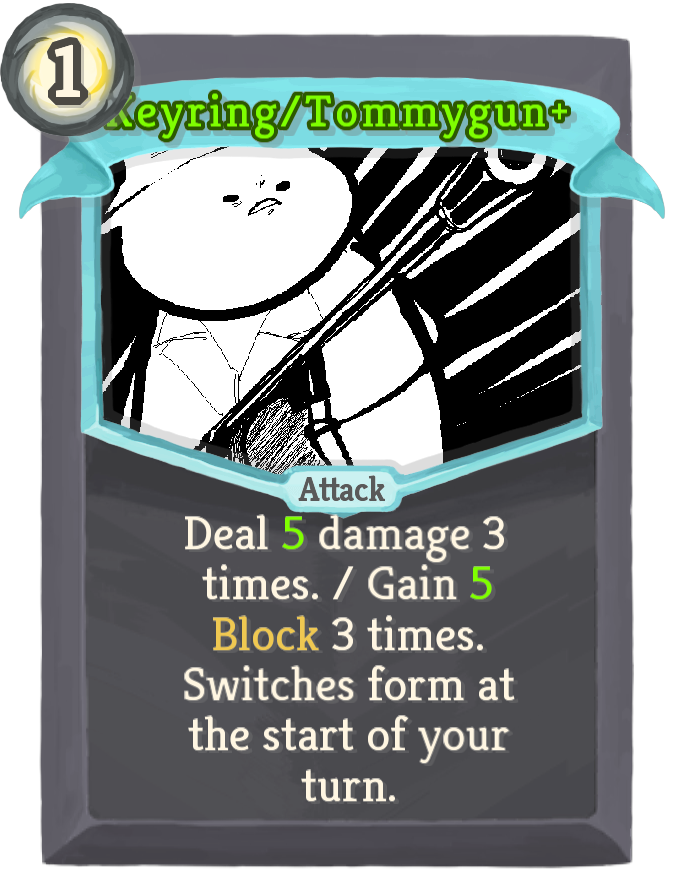 1
Keyring/Tommygun+
Attack
Deal 5 damage 3
times. / Gain 5
Block 3 times.
Switches form at
the start of your
turn.